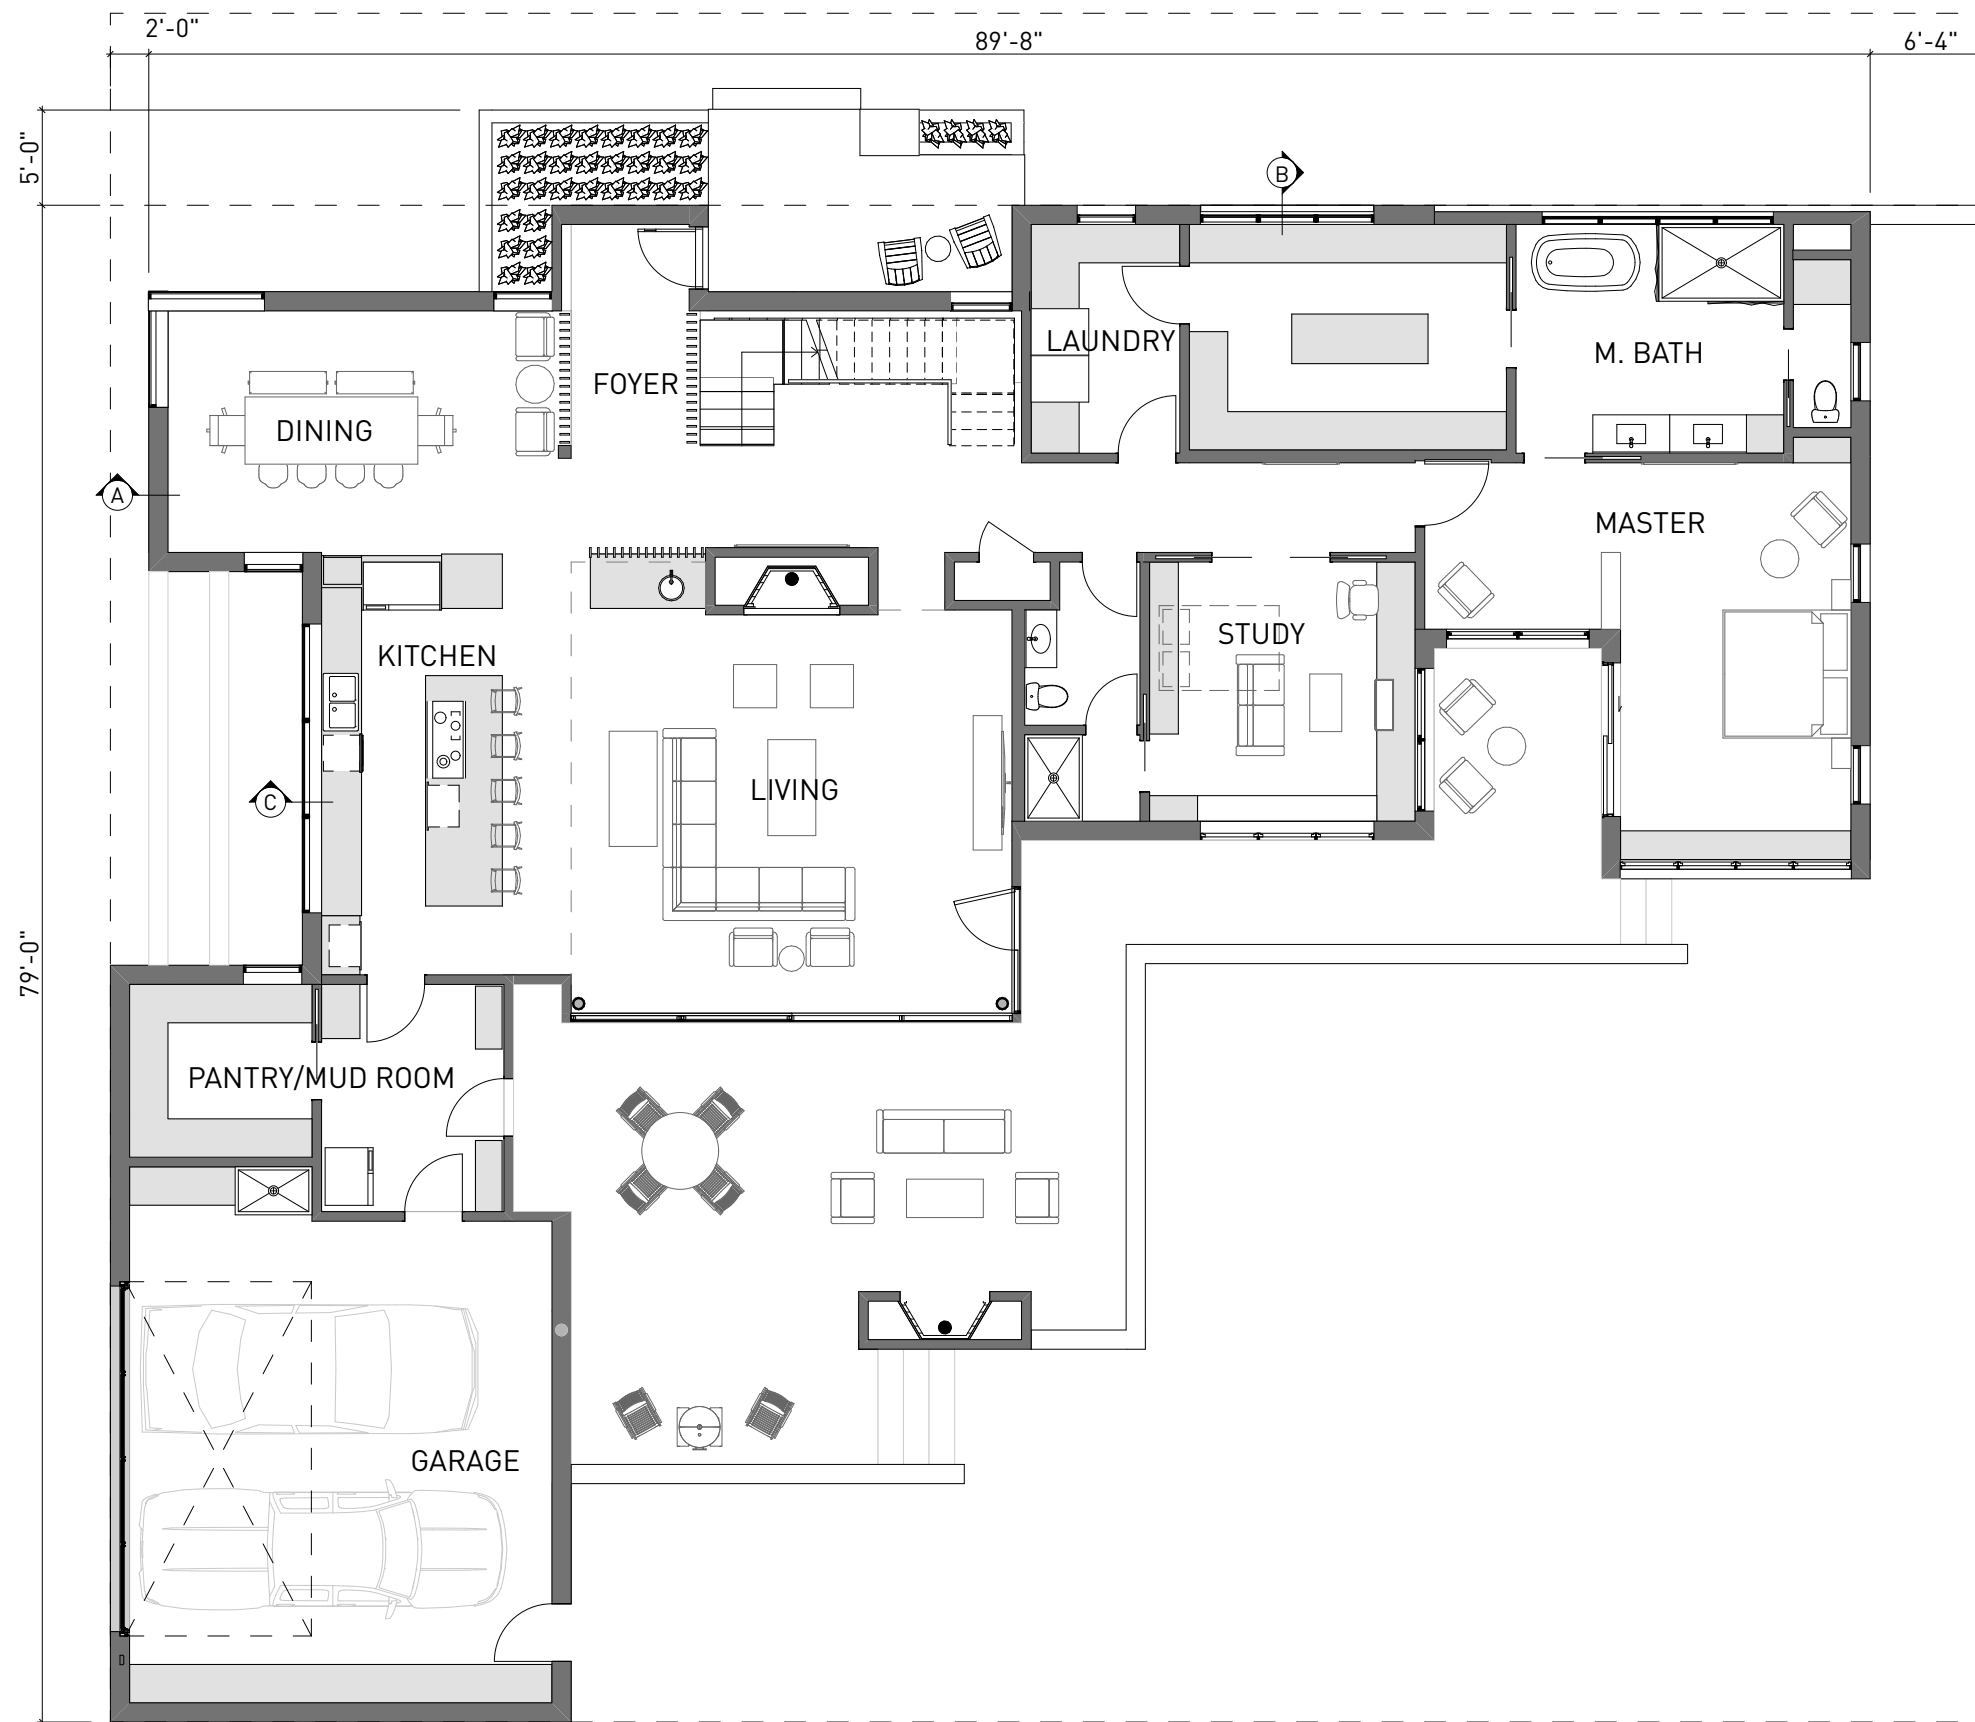 2'-0"
89'-8"
6'-4"
5'-0"
B
LAUNDRY
M. BATH
FOYER
DINING
A
MASTER
STUDY
KITCHEN
LIVING
C
79'-0"
PANTRY/MUD ROOM
GARAGE